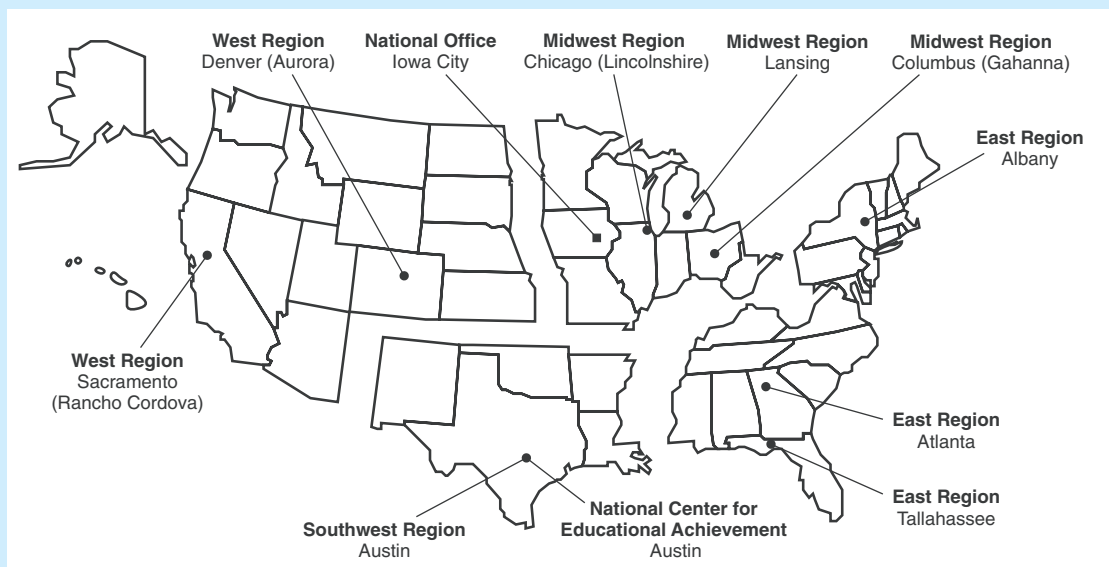 West Region
Denver (Aurora)
National Office
Iowa City
Midwest Region
Chicago (Lincolnshire)
Midwest Region
Lansing
Midwest Region
Columbus (Gahanna)
East Region
Albany
West Region
Sacramento
(Rancho Cordova)
East Region
Atlanta
East Region
Tallahassee
Southwest Region
Austin
National Center for
Educational Achievement
Austin